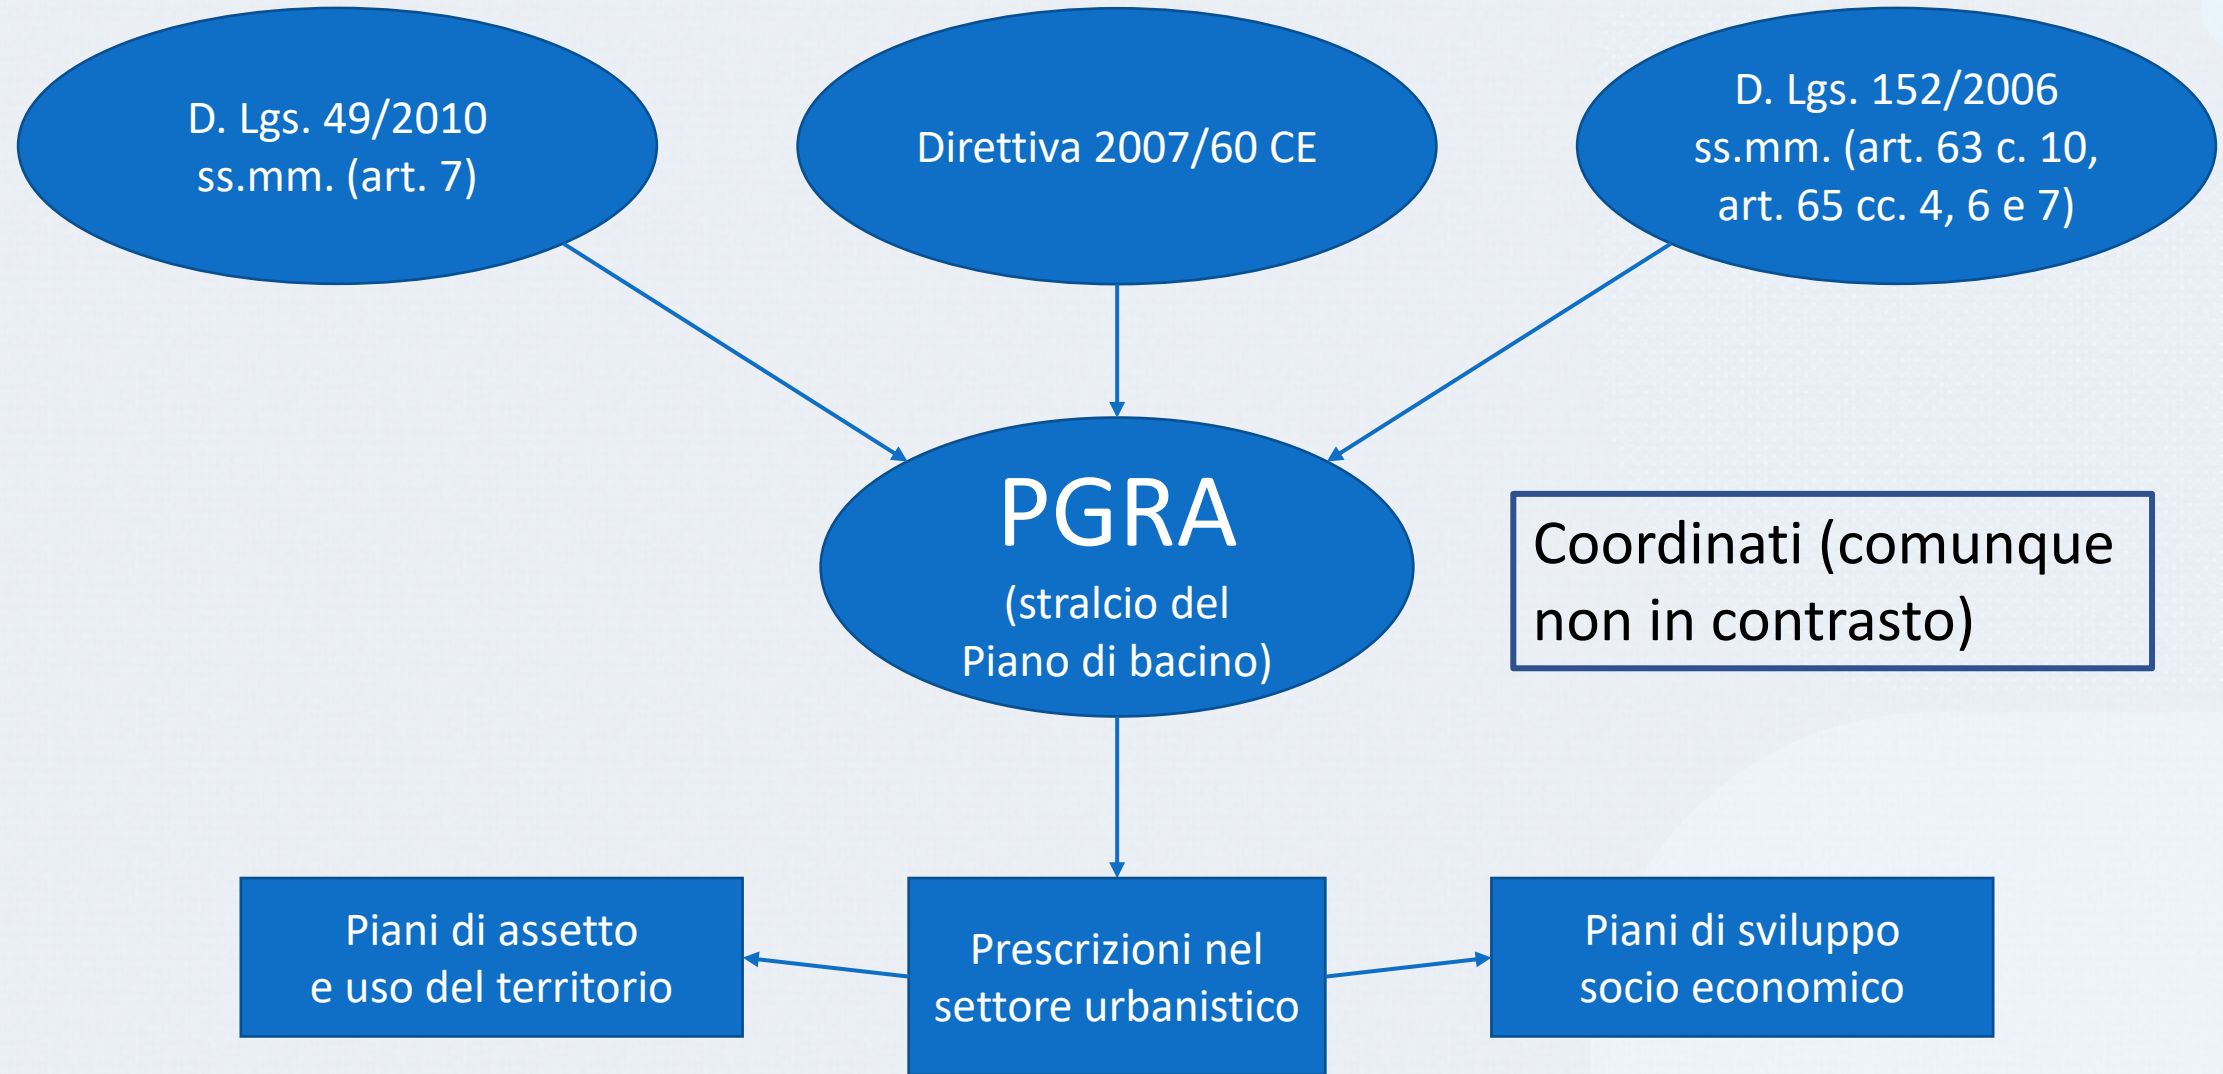 D. Lgs. 49/2010
ss.mm. (art. 7)
Direttiva 2007/60 CE
D. Lgs. 152/2006
ss.mm. (art. 63 c. 10,
art. 65 cc. 4, 6 e 7)
PGRA
(stralcio del
Piano di bacino)
Coordinati (comunque
non in contrasto)
Piani di assetto
e uso del territorio
Prescrizioni nel
settore urbanistico
Piani di sviluppo
socio economico